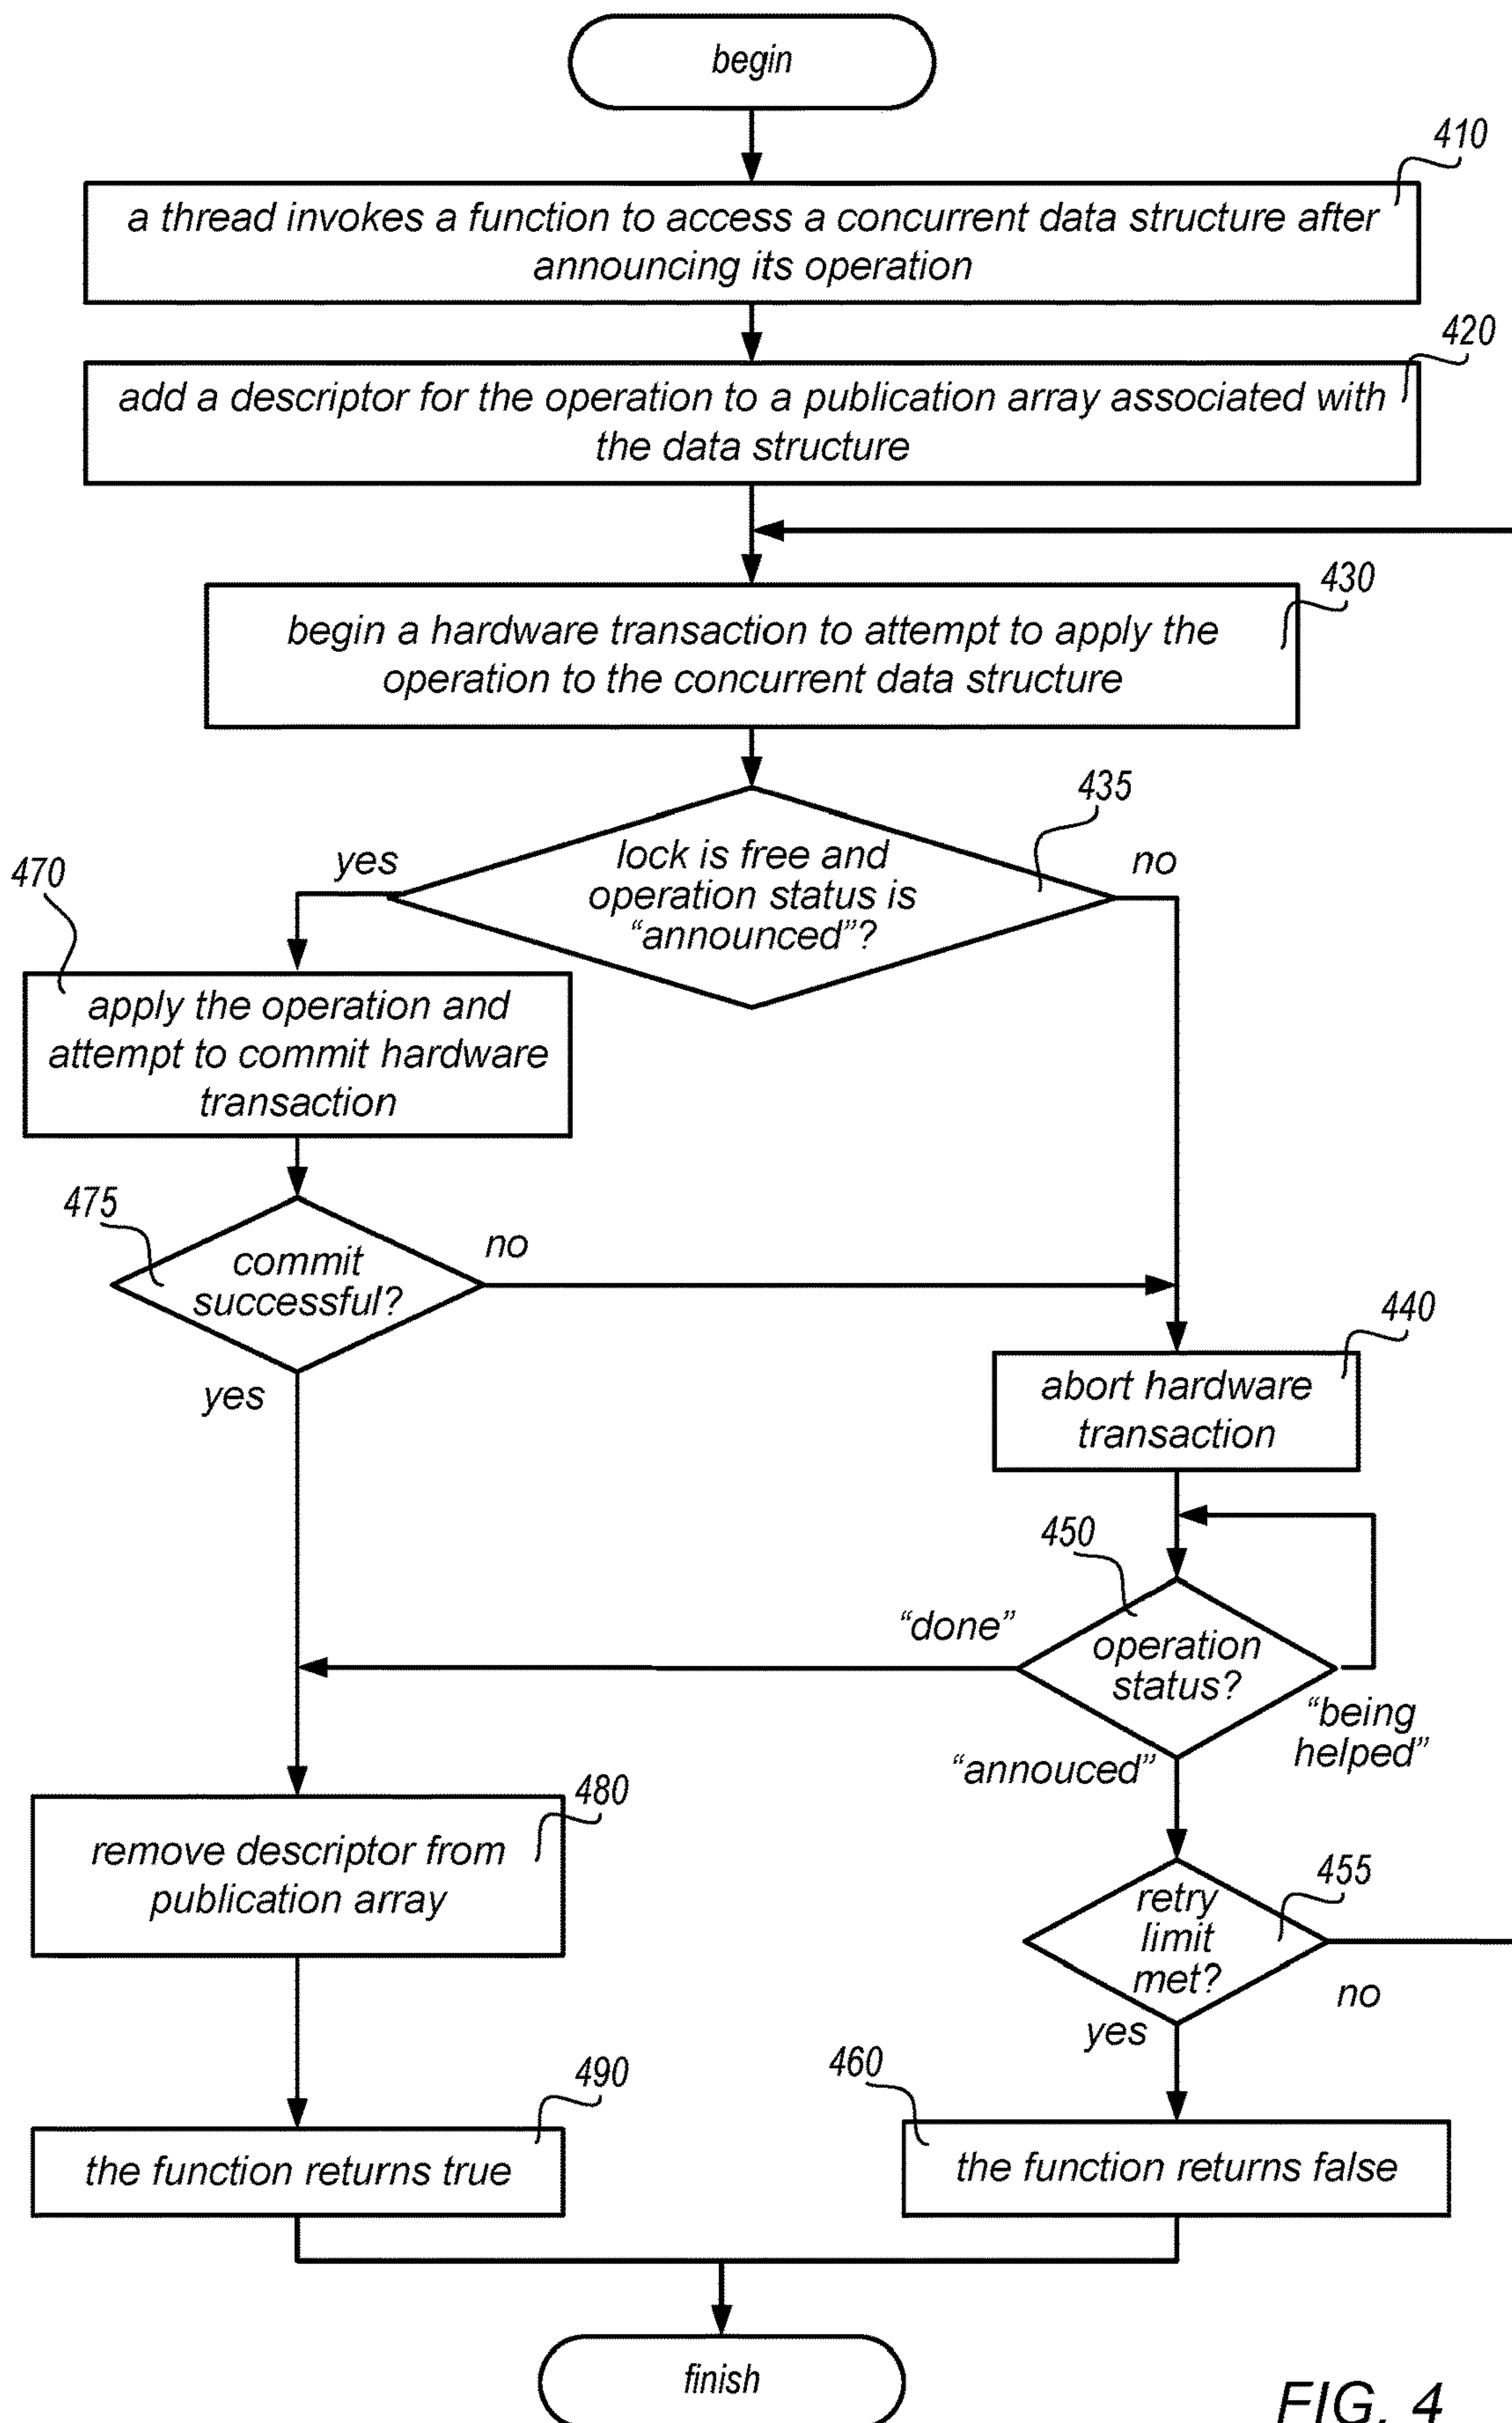 begin
410
a thread invokes a function to access a concurrent data structure after
announcing its operation
420
add a descriptor for the operation to a publication array associated with
the data structure
430
begin a hardware transaction to attempt to apply the
operation to the concurrent data structure
435
lock is free and
operation status is
“announced”?
yes
no
470
apply the operation and
attempt to commit hardware
transaction
475
commit
successful?
no
yes
440
abort hardware
transaction
450
operation
status?
“done”
“being
helped”
“annouced”
455
retry
limit
met?
no
yes
480
remove descriptor from
publication array
490
the function returns true
460
the function returns false
finish
FIG. 4